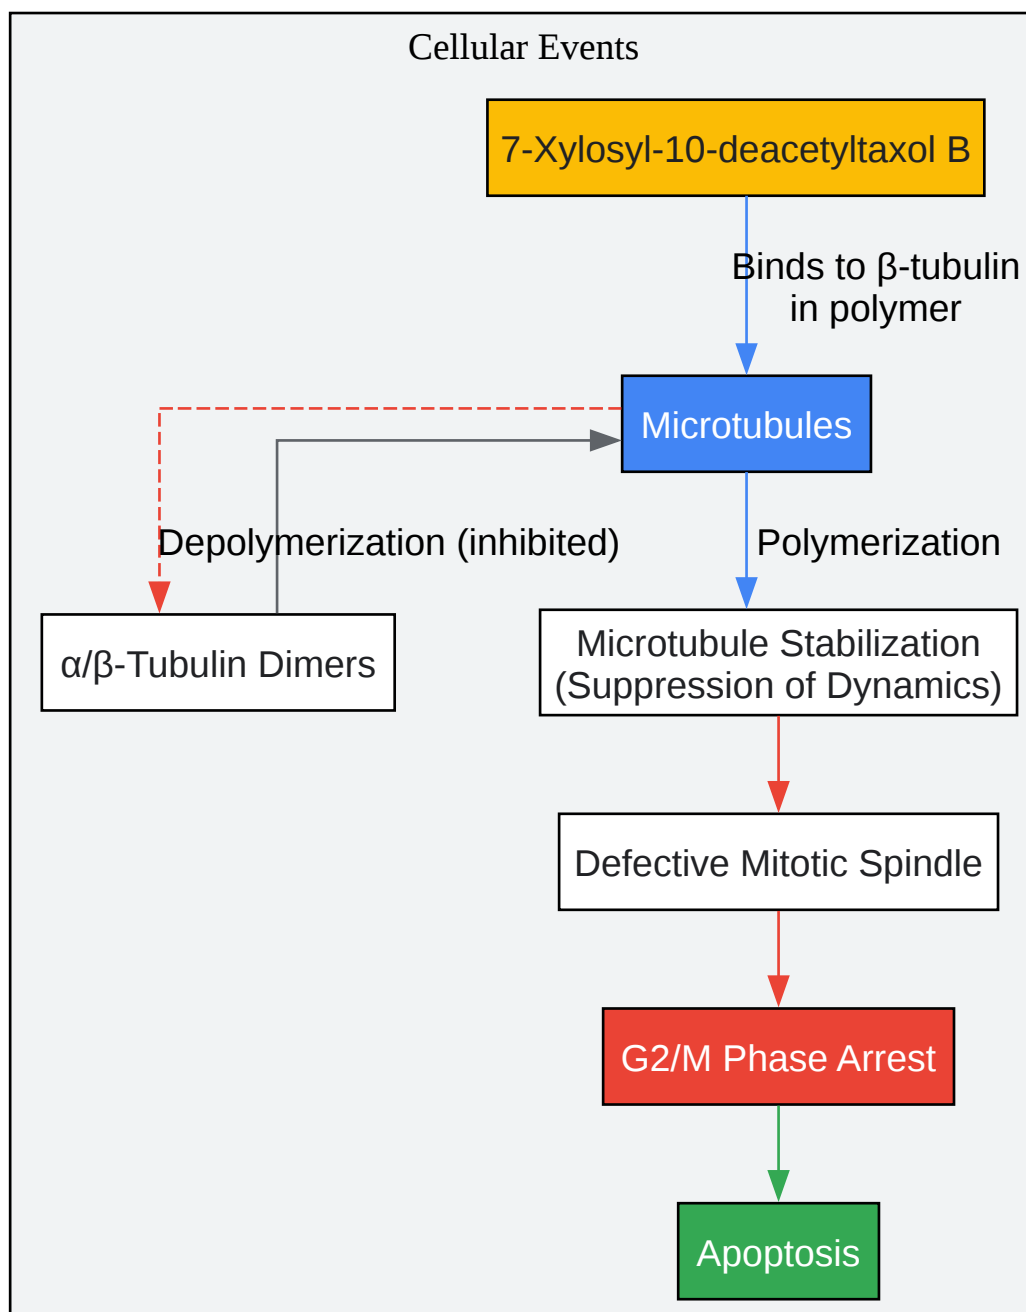 Cellular Events
7-Xylosyl-10-deacetyltaxol B
Binds to β-tubulin
in polymer
Microtubules
Depolymerization (inhibited)
Polymerization
α/β-Tubulin Dimers
Microtubule Stabilization
(Suppression of Dynamics)
Defective Mitotic Spindle
G2/M Phase Arrest
Apoptosis